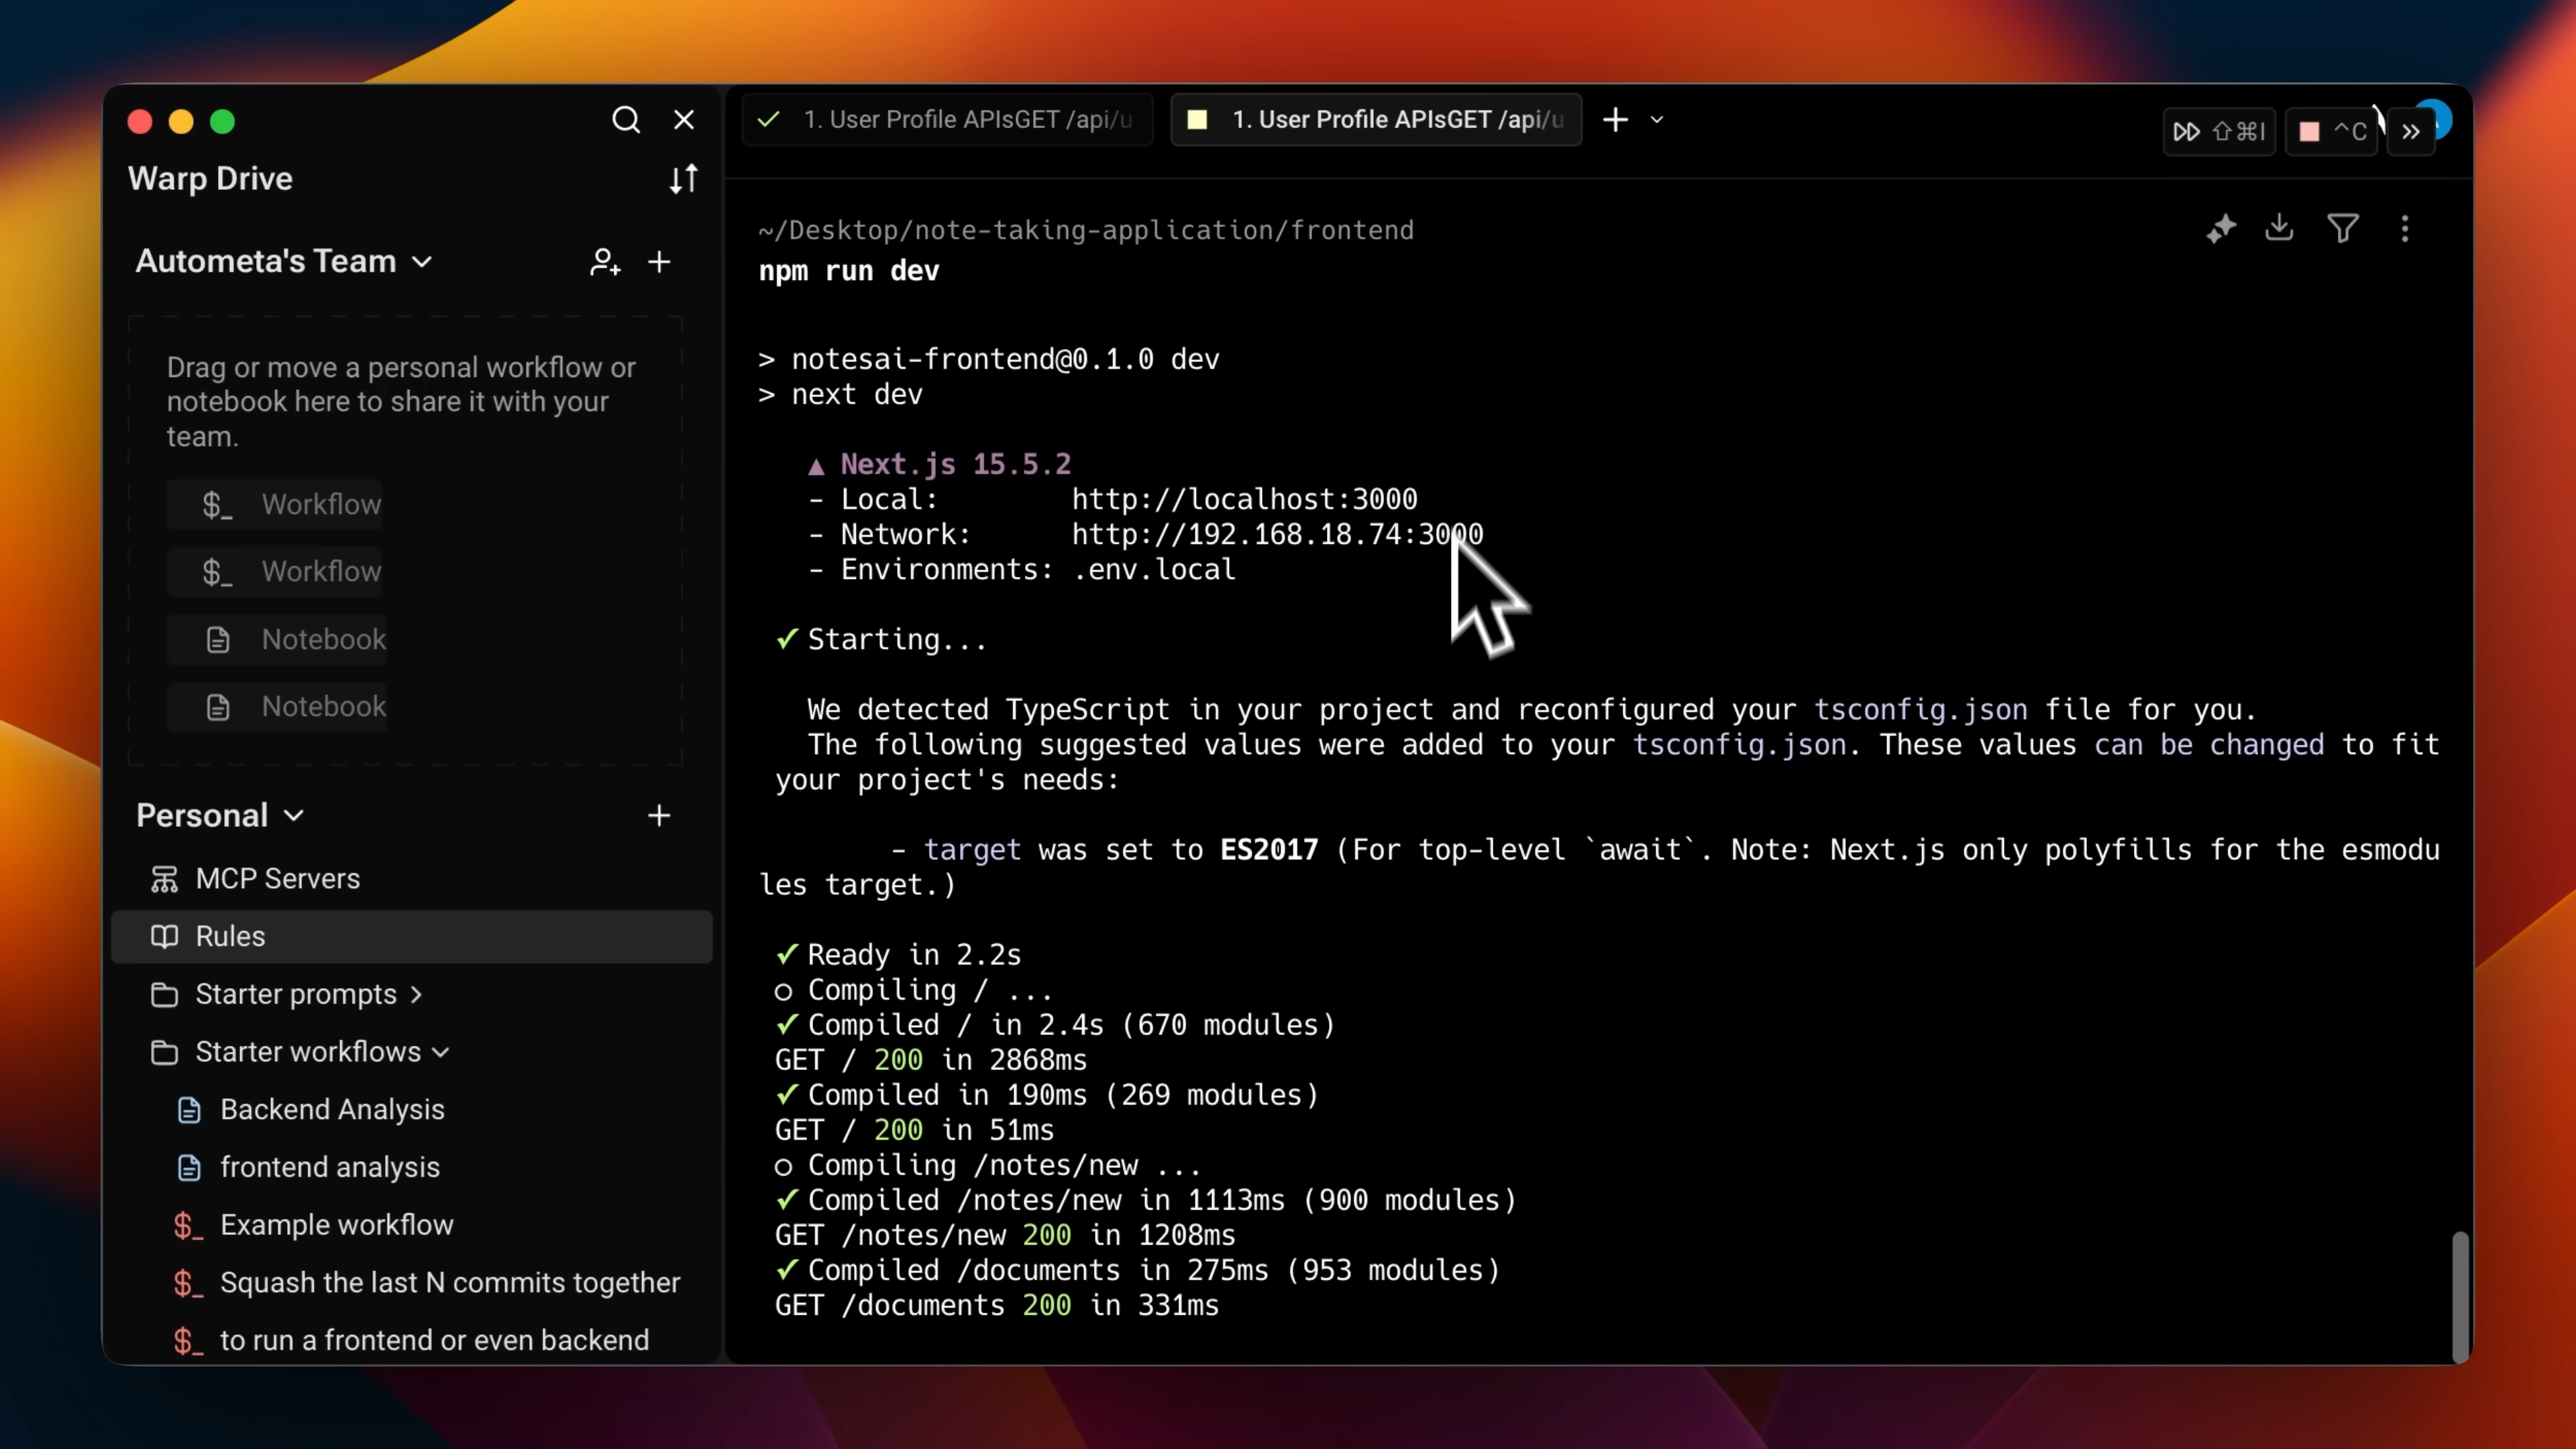 Warp Drive
Autometa's Team
Drag or move a personal workflow or
notebook here to share it with your
team.
$_ Workflow
$_ Workflow
Notebook
Notebook
Personal
MCP Servers
Rules
Starter prompts
Starter workflows
Backend Analysis
frontend analysis
$_ Example workflow
$_ Squash the last N commits together
$_ to run a frontend or even backend
1. User Profile APIsGET /api/u
1. User Profile APIsGET /api/u
⇧⌘I
^C
~/Desktop/note-taking-application/frontend
npm run dev
> notesai-frontend@0.1.0 dev
> next dev
▲ Next.js 15.5.2
- Local: http://localhost:3000
- Network: http://192.168.18.74:3000
- Environments: .env.local
✓ Starting...
We detected TypeScript in your project and reconfigured your tsconfig.json file for you.
The following suggested values were added to your tsconfig.json. These values can be changed to fit
your project's needs:
- target was set to ES2017 (For top-level `await`. Note: Next.js only polyfills for the esmodu
les target.)
✓ Ready in 2.2s
○ Compiling / ...
✓ Compiled / in 2.4s (670 modules)
GET / 200 in 2868ms
✓ Compiled in 190ms (269 modules)
GET / 200 in 51ms
○ Compiling /notes/new ...
✓ Compiled /notes/new in 1113ms (900 modules)
GET /notes/new 200 in 1208ms
✓ Compiled /documents in 275ms (953 modules)
GET /documents 200 in 331ms